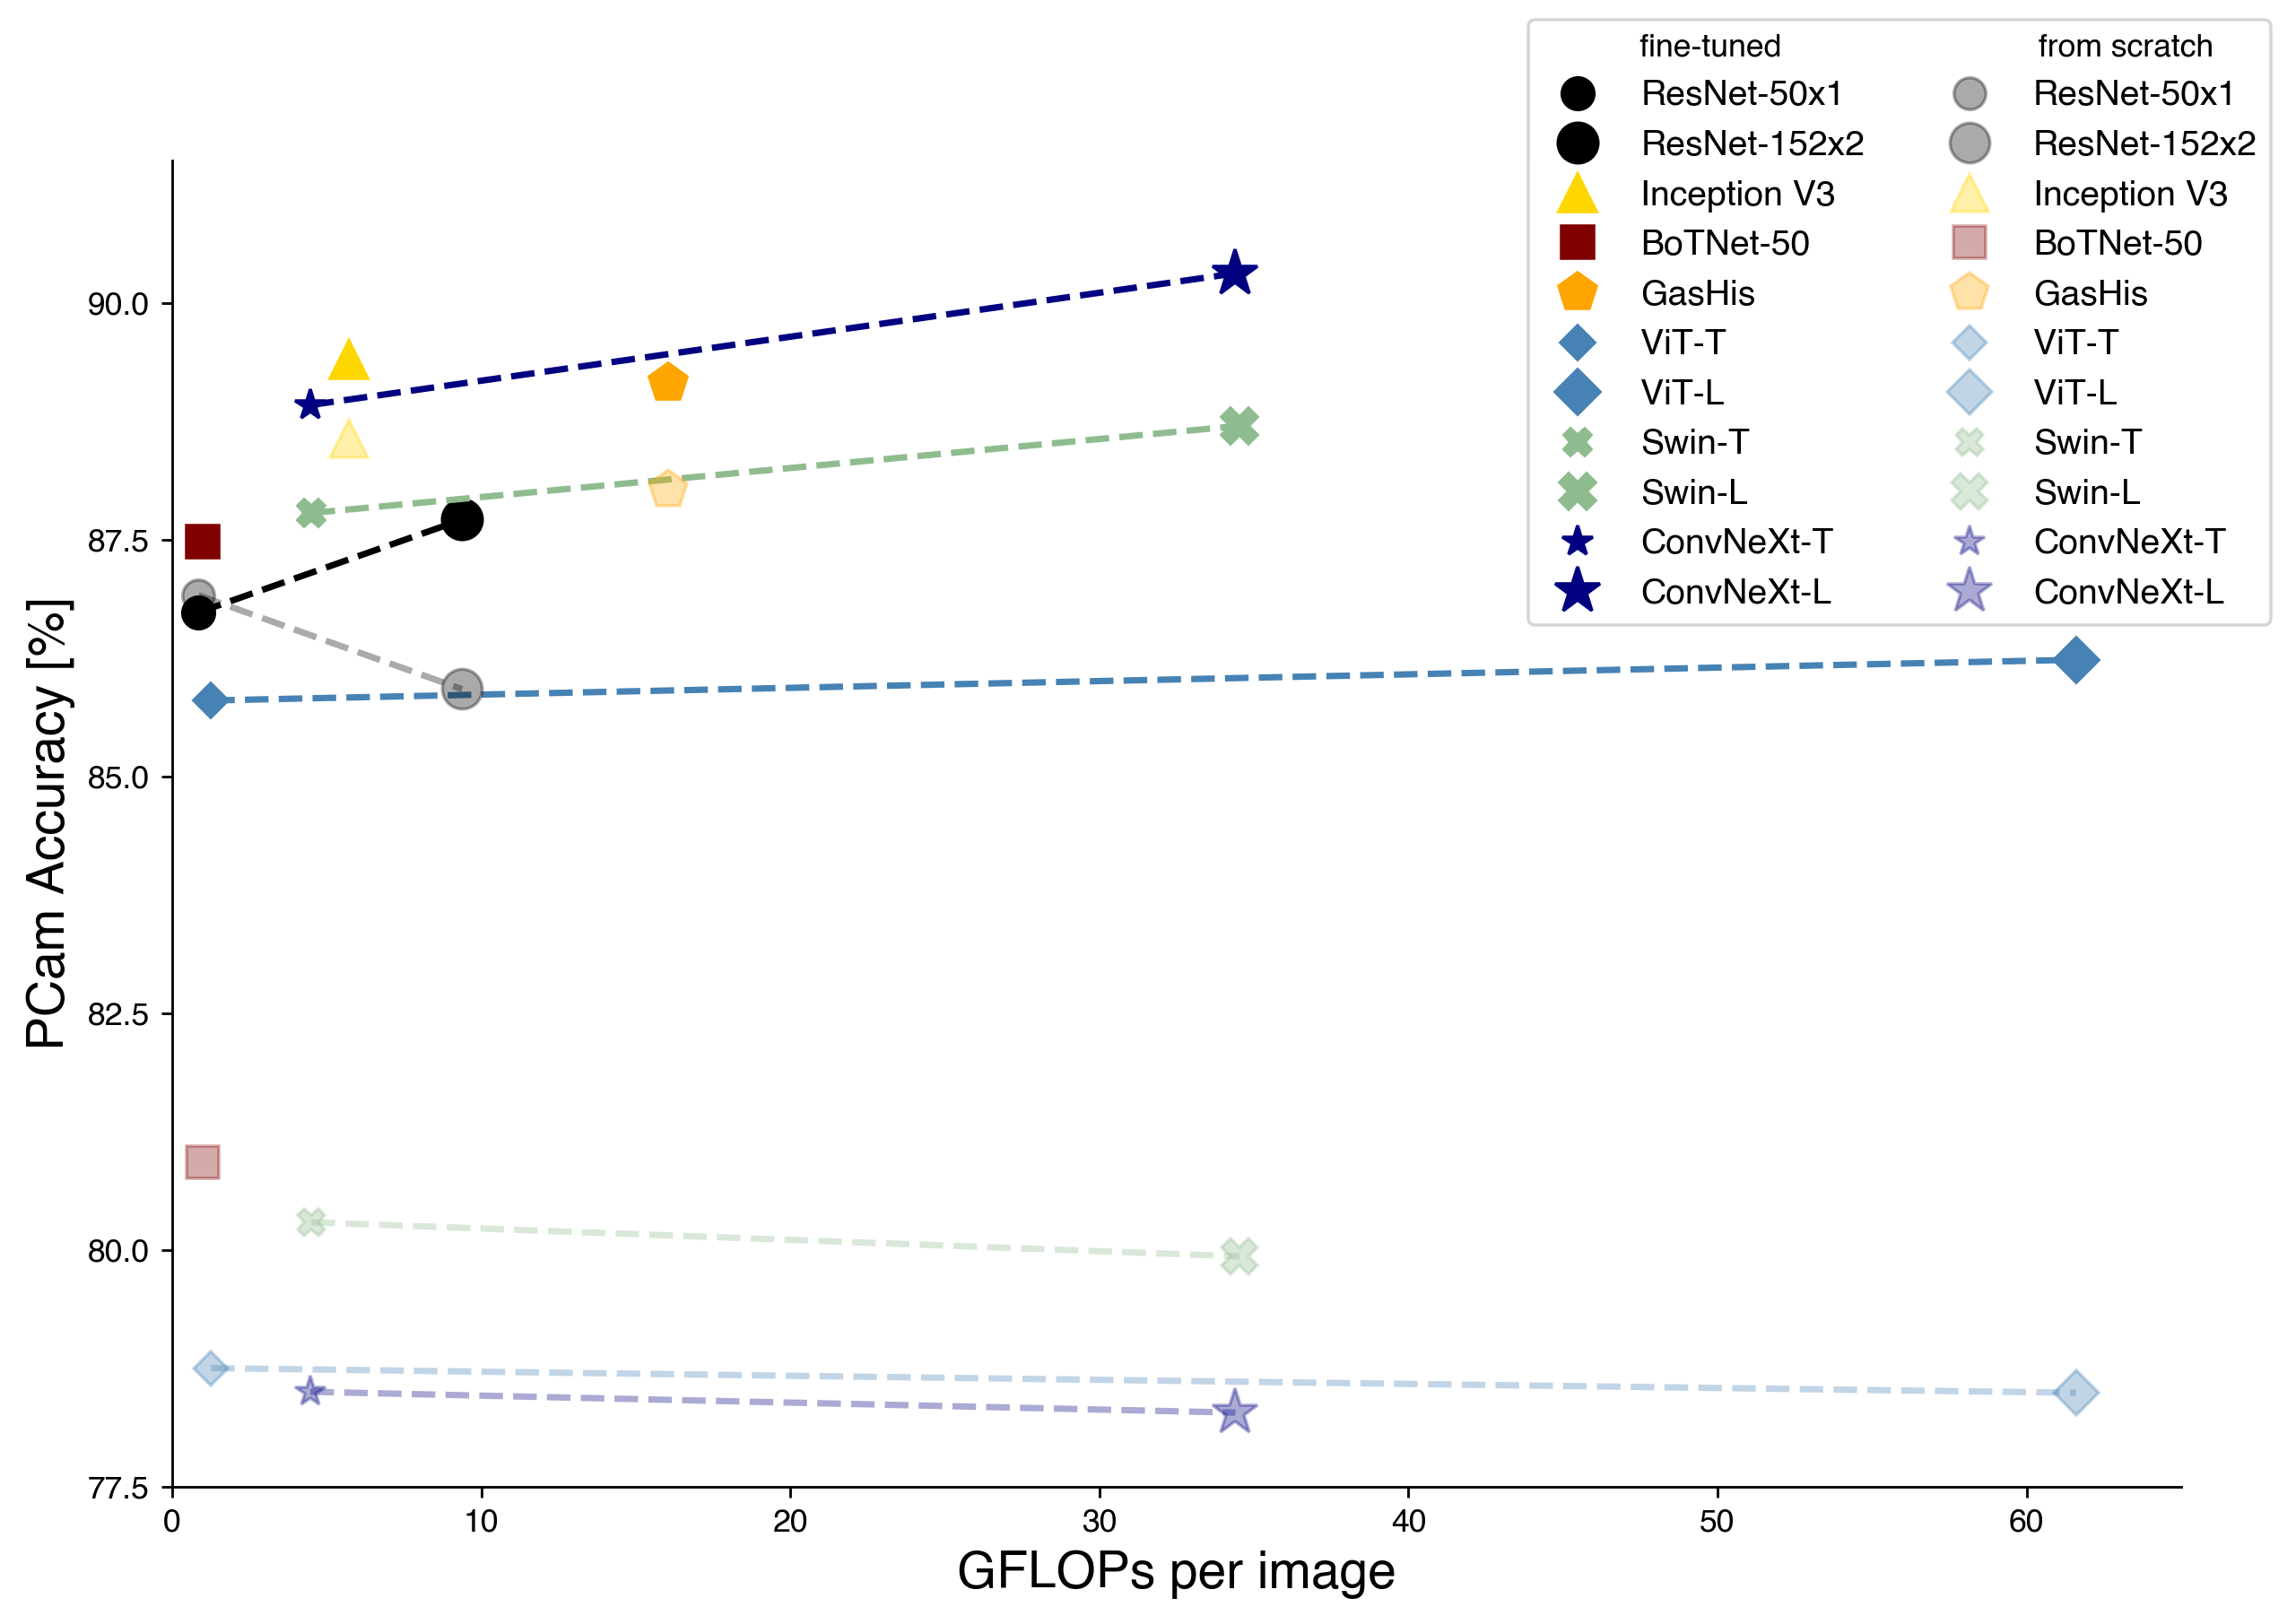 fine-tuned from scratch
ResNet-50x1 ResNet-50x1
ResNet-152x2 ResNet-152x2
Inception V3 Inception V3
BoTNet-50 BoTNet-50
GasHis GasHis
ViT-T ViT-T
ViT-L ViT-L
Swin-T Swin-T
Swin-L Swin-L
ConvNeXt-T ConvNeXt-T
ConvNeXt-L ConvNeXt-L
PCam Accuracy [%]
90.0
87.5
85.0
82.5
80.0
77.5
0 10 20 30 40 50 60
GFLOPs per image